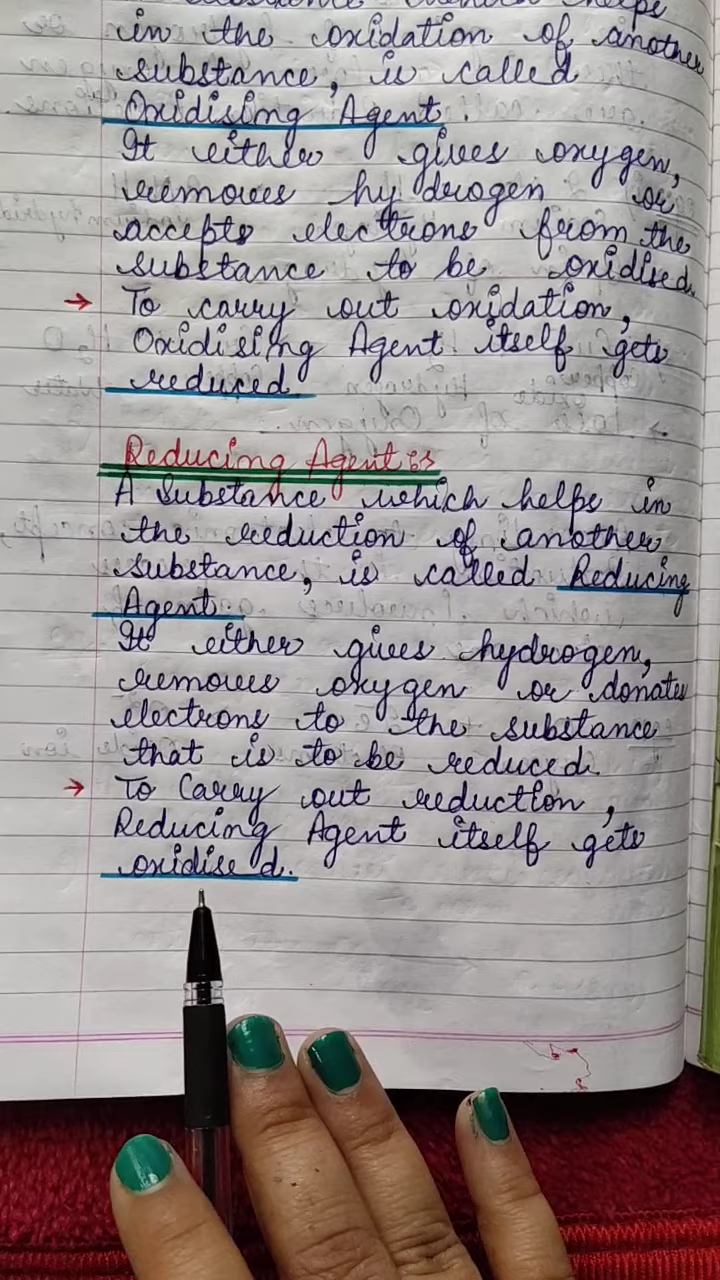 substance which helps
in the oxidation of another
substance, is called
Oxidising Agent.
It either gives oxygen,
removes hydrogen or
accepts electrons from the
substance to be oxidised.
→ To carry out oxidation,
Oxidising Agent itself gets
reduced.
Reducing Agent :-
A Substance which helps in
the reduction of another
substance, is called Reducing
Agent.
It either gives hydrogen,
removes oxygen or donates
electrons to the substance
that is to be reduced.
→ To Carry out reduction,
Reducing Agent itself gets
oxidised.